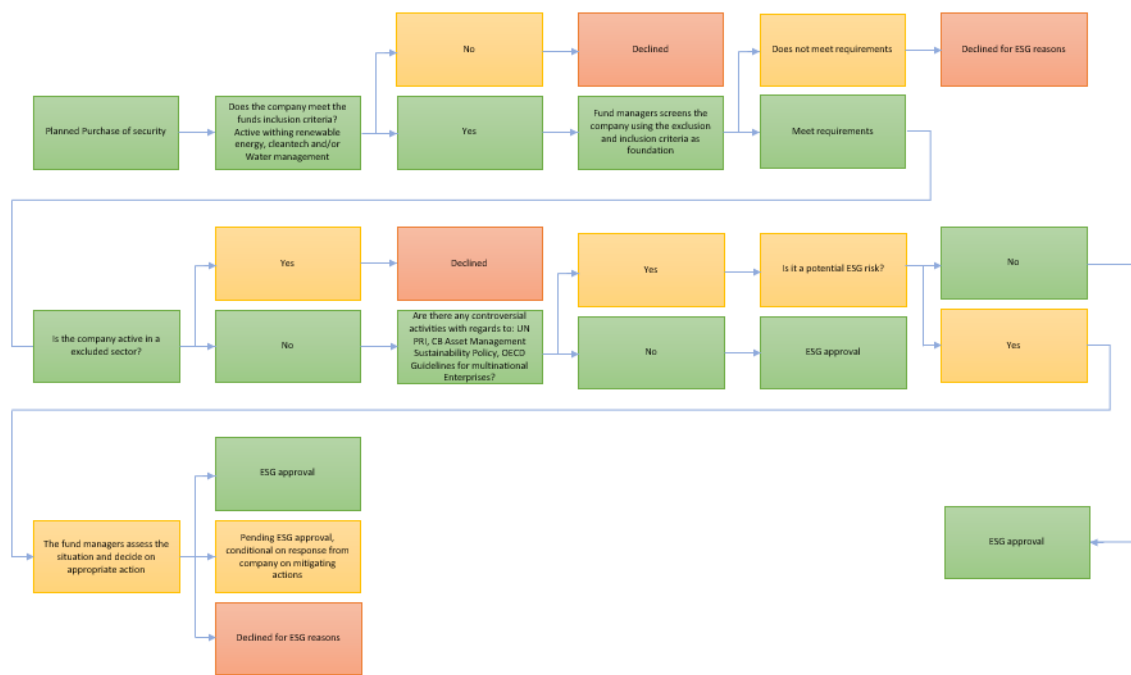 No
Declined
Does not meet requirements
Declined for ESG reasons
Planned Purchase of security
Does the company meet the
funds inclusion criteria?
Active withing renewable
energy, cleantech and/or
Water management
Yes
Fund managers screens the
company using the exclusion
and inclusion criteria as
foundation
Meet requirements
Yes
Declined
Yes
Is it a potential ESG risk?
No
Is the company active in a
excluded sector?
No
Are there any controversial
activities with regards to: UN
PRI, CB Asset Management
Sustainability Policy, OECD
Guidelines for multinational
Enterprises?
No
ESG approval
Yes
ESG approval
The fund managers assess the
situation and decide on
appropriate action
Pending ESG approval,
conditional on response from
company on mitigating
actions
ESG approval
Declined for ESG reasons